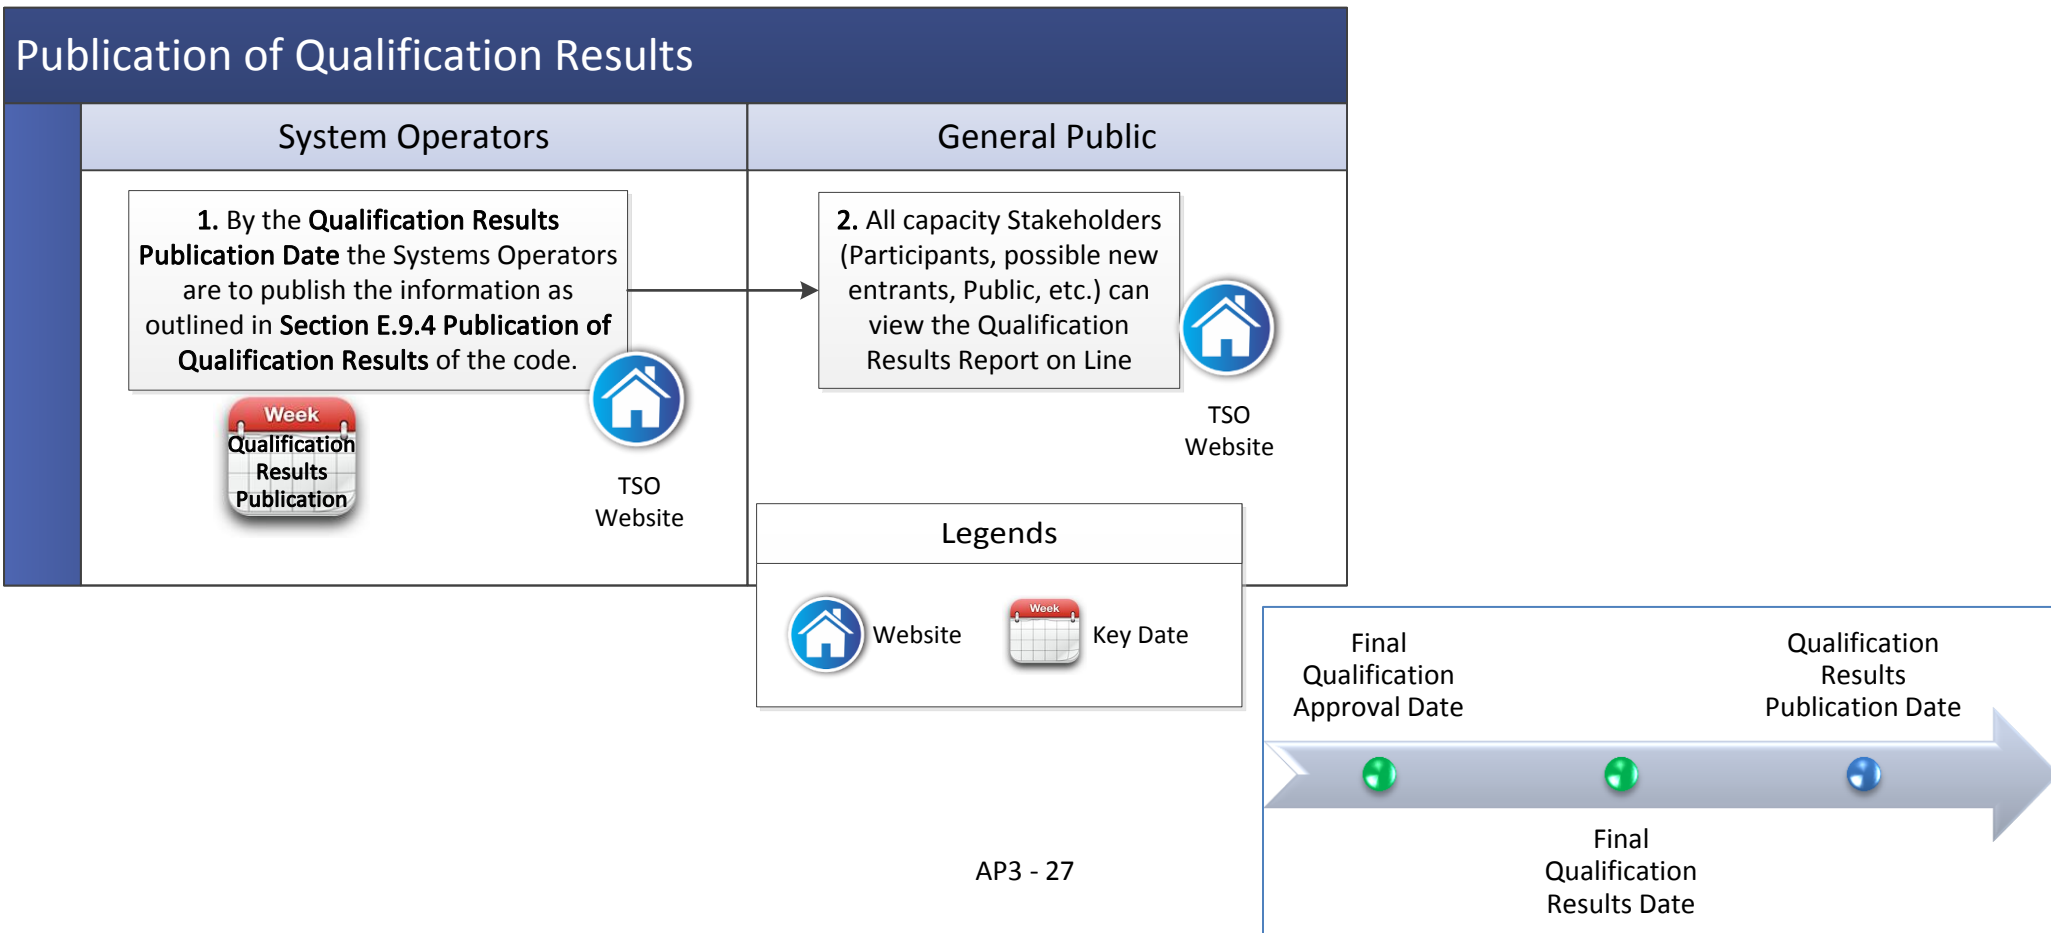 Publication of Qualification Results
System Operators
General Public
1. By the Qualification Results
Publication Date the Systems Operators
are to publish the information as
outlined in Section E.9.4 Publication of
Qualification Results of the code.
Week
Qualification
Results
Publication
TSO
Website
2. All capacity Stakeholders
(Participants, possible new
entrants, Public, etc.) can
view the Qualification
Results Report on Line
TSO
Website
Legends
Website
Week
Key Date
Final
Qualification
Approval Date
Qualification
Results
Publication Date
Final
Qualification
Results Date
AP3 - 27